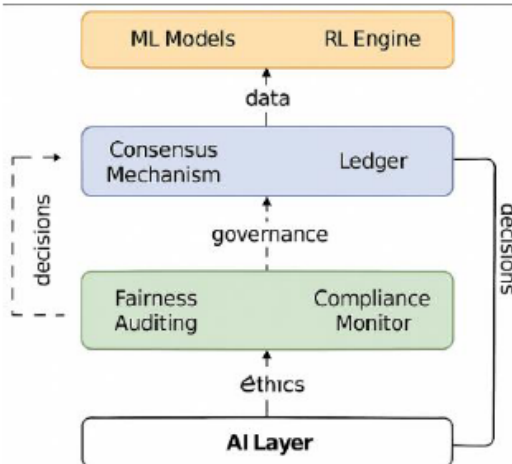 ML Models RL Engine
data
Consensus Mechanism Ledger
governance
decisions
decisions
Fairness Auditing Compliance Monitor
ethics
AI Layer